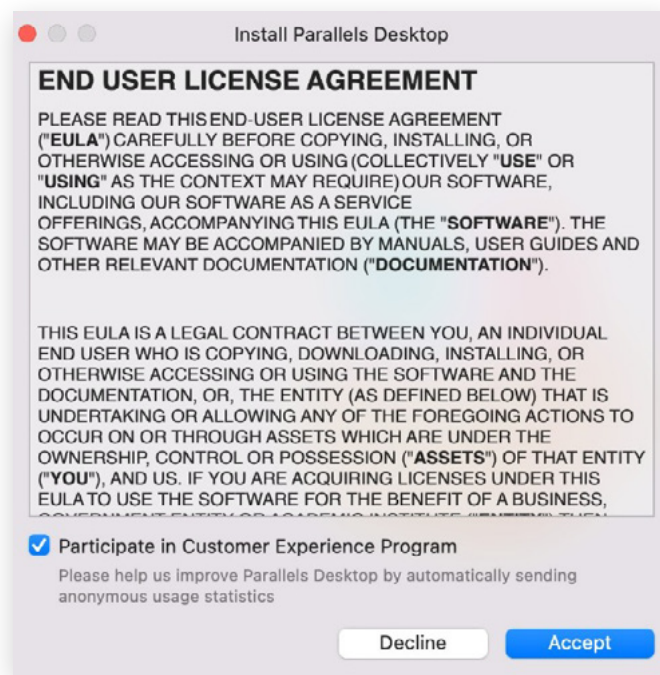 Install Parallels Desktop
END USER LICENSE AGREEMENT
PLEASE READ THIS END-USER LICENSE AGREEMENT
("EULA") CAREFULLY BEFORE COPYING, INSTALLING, OR
OTHERWISE ACCESSING OR USING (COLLECTIVELY "USE" OR
"USING" AS THE CONTEXT MAY REQUIRE) OUR SOFTWARE,
INCLUDING OUR SOFTWARE AS A SERVICE
OFFERINGS, ACCOMPANYING THIS EULA (THE "SOFTWARE"). THE
SOFTWARE MAY BE ACCOMPANIED BY MANUALS, USER GUIDES AND
OTHER RELEVANT DOCUMENTATION ("DOCUMENTATION").
THIS EULA IS A LEGAL CONTRACT BETWEEN YOU, AN INDIVIDUAL
END USER WHO IS COPYING, DOWNLOADING, INSTALLING, OR
OTHERWISE ACCESSING OR USING THE SOFTWARE AND THE
DOCUMENTATION, OR, THE ENTITY (AS DEFINED BELOW) THAT IS
UNDERTAKING OR ALLOWING ANY OF THE FOREGOING ACTIONS TO
OCCUR ON OR THROUGH ASSETS WHICH ARE UNDER THE
OWNERSHIP, CONTROL OR POSSESSION ("ASSETS") OF THAT ENTITY
("YOU"), AND US. IF YOU ARE ACQUIRING LICENSES UNDER THIS
EULA TO USE THE SOFTWARE FOR THE BENEFIT OF A BUSINESS,
Participate in Customer Experience Program
Please help us improve Parallels Desktop by automatically sending
anonymous usage statistics
Decline
Accept